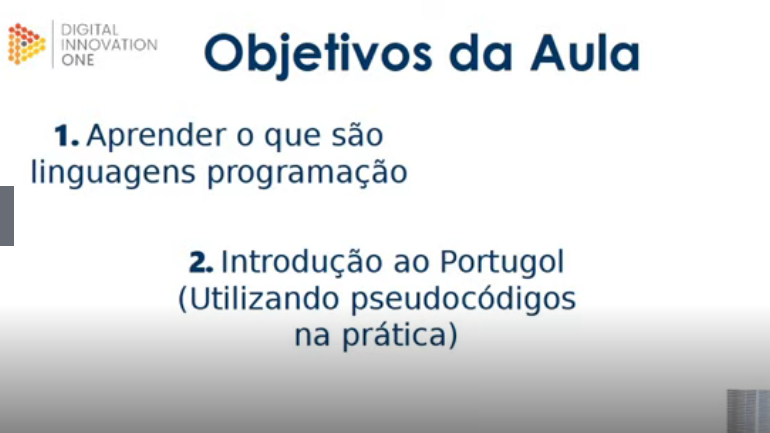 DIGITAL
INNOVATION
ONE
Objetivos da Aula
1. Aprender o que são
linguagens programação
2. Introdução ao Portugol
(Utilizando pseudocódigos
na prática)